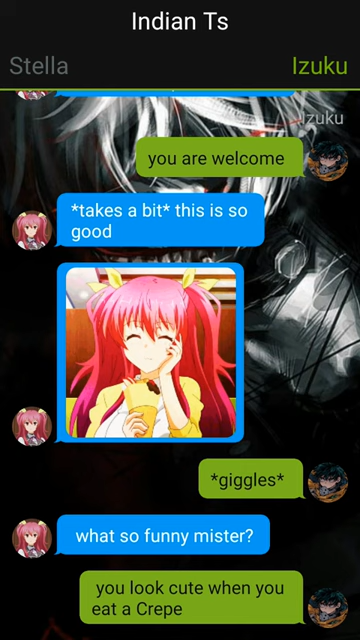 Indian Ts
Stella
Izuku
Izuku
you are welcome
*takes a bit* this is so
good
*giggles*
what so funny mister?
you look cute when you
eat a Crepe